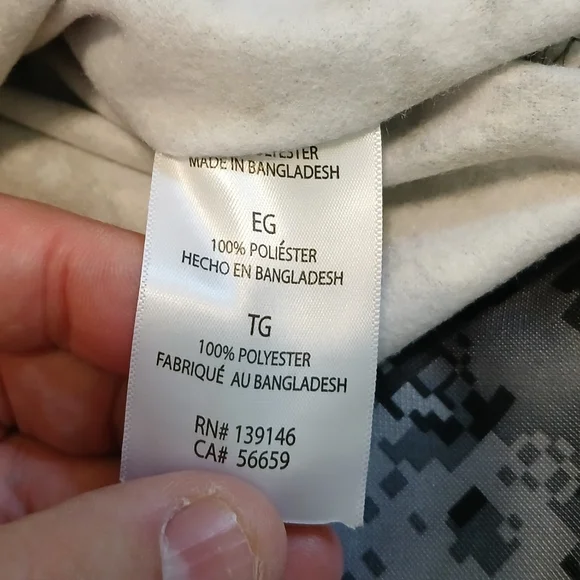 MADE IN BANGLADESH
EG
100% POLIÉSTER
HECHO EN BANGLADESH
TG
100% POLYESTER
FABRIQUÉ AU BANGLADESH
RN# 139146
CA# 56659